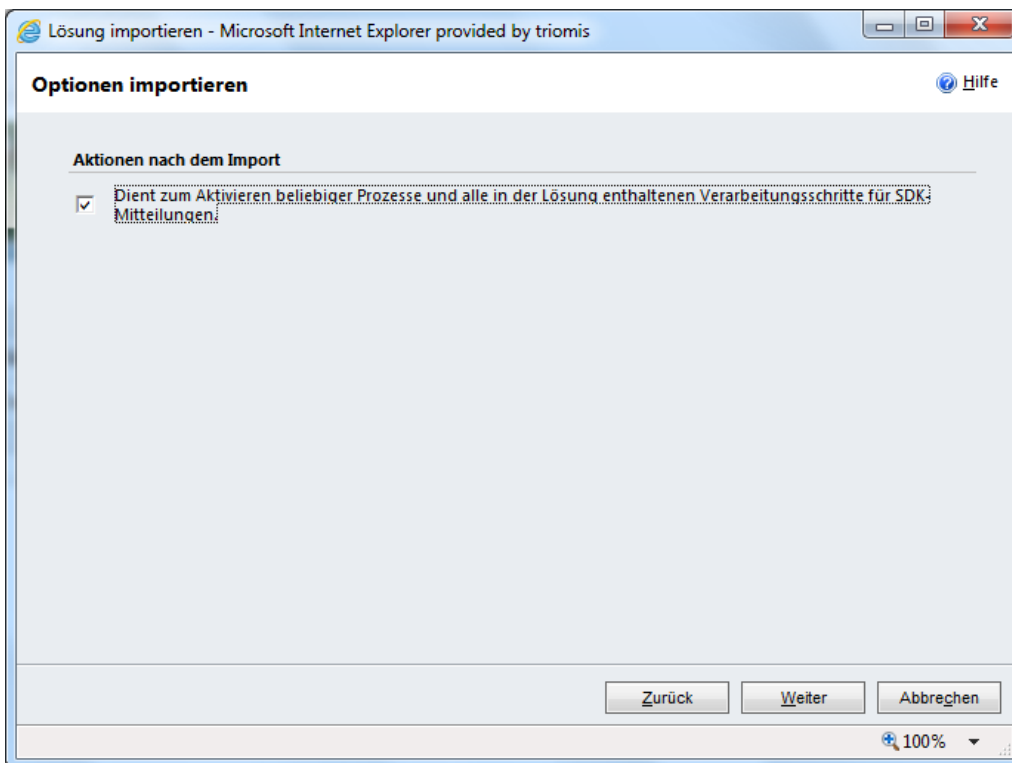 Lösung importieren - Microsoft Internet Explorer provided by triomis
Optionen importieren
Hilfe
Aktionen nach dem Import
Dient zum Aktivieren beliebiger Prozesse und alle in der Lösung enthaltenen Verarbeitungsschritte für SDK-
Mitteilungen.
Zurück Weiter Abbrechen
100%